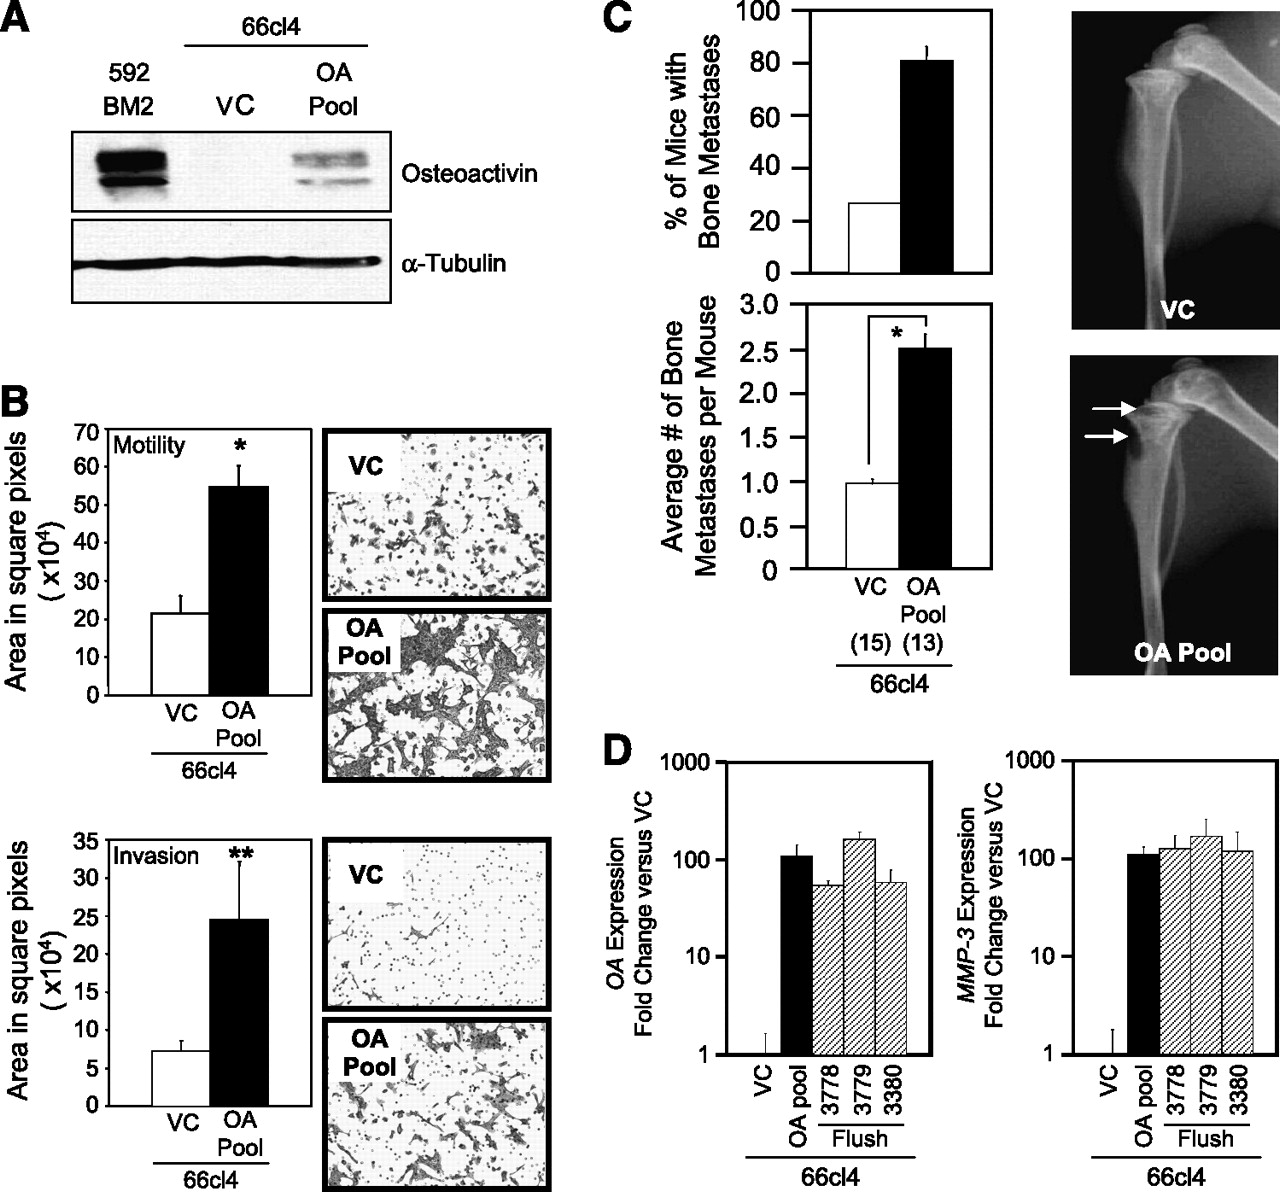 A
66cl4
592
BM2
VC
OA
Pool
Osteoactivin
α-Tubulin
B
Area in square pixels
( x10⁴)
70
60
50
40
30
20
10
0
Motility
*
VC
OA
Pool
66cl4
VC
OA
Pool
Area in square pixels
( x10⁴)
35
30
25
20
15
10
5
0
Invasion
**
VC
OA
Pool
66cl4
VC
OA
Pool
C
% of Mice with
Bone Metastases
100
80
60
40
20
0
Average # of Bone
Metastases per Mouse
3.0
2.5
2.0
1.5
1.0
0.5
0
*
VC
OA
Pool
(15) (13)
66cl4
VC
OA Pool
D
OA Expression
Fold Change versus VC
1000
100
10
1
VC
OA pool
3778
3779
3380
Flush
66cl4
MMP-3 Expression
Fold Change versus VC
1000
100
10
1
VC
OA pool
3778
3779
3380
Flush
66cl4